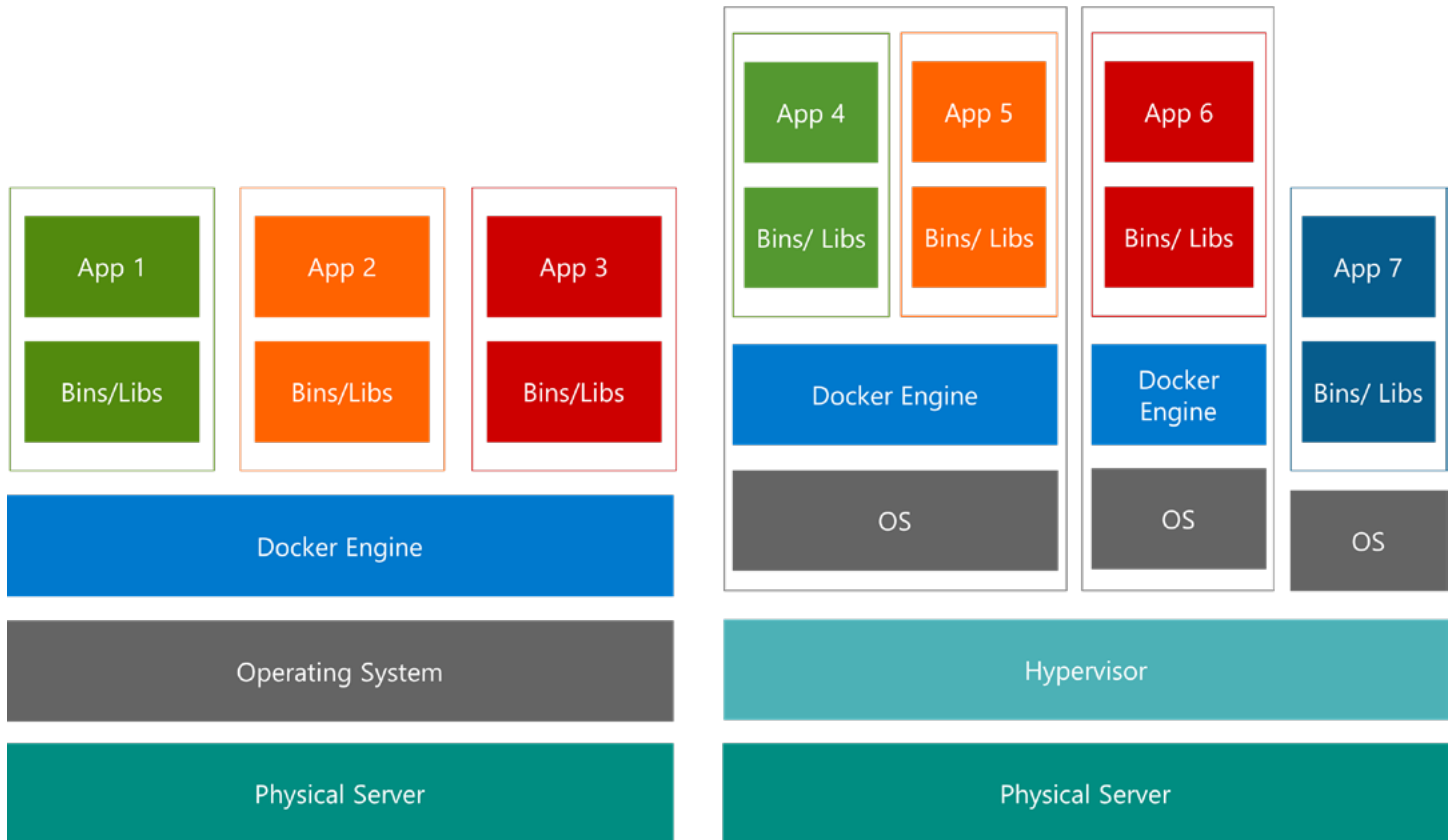 App 1
Bins/Libs
App 2
Bins/Libs
App 3
Bins/Libs
Docker Engine
Operating System
Physical Server
App 4
Bins/ Libs
App 5
Bins/ Libs
Docker Engine
OS
App 6
Bins/ Libs
Docker
Engine
OS
App 7
Bins/ Libs
OS
Hypervisor
Physical Server